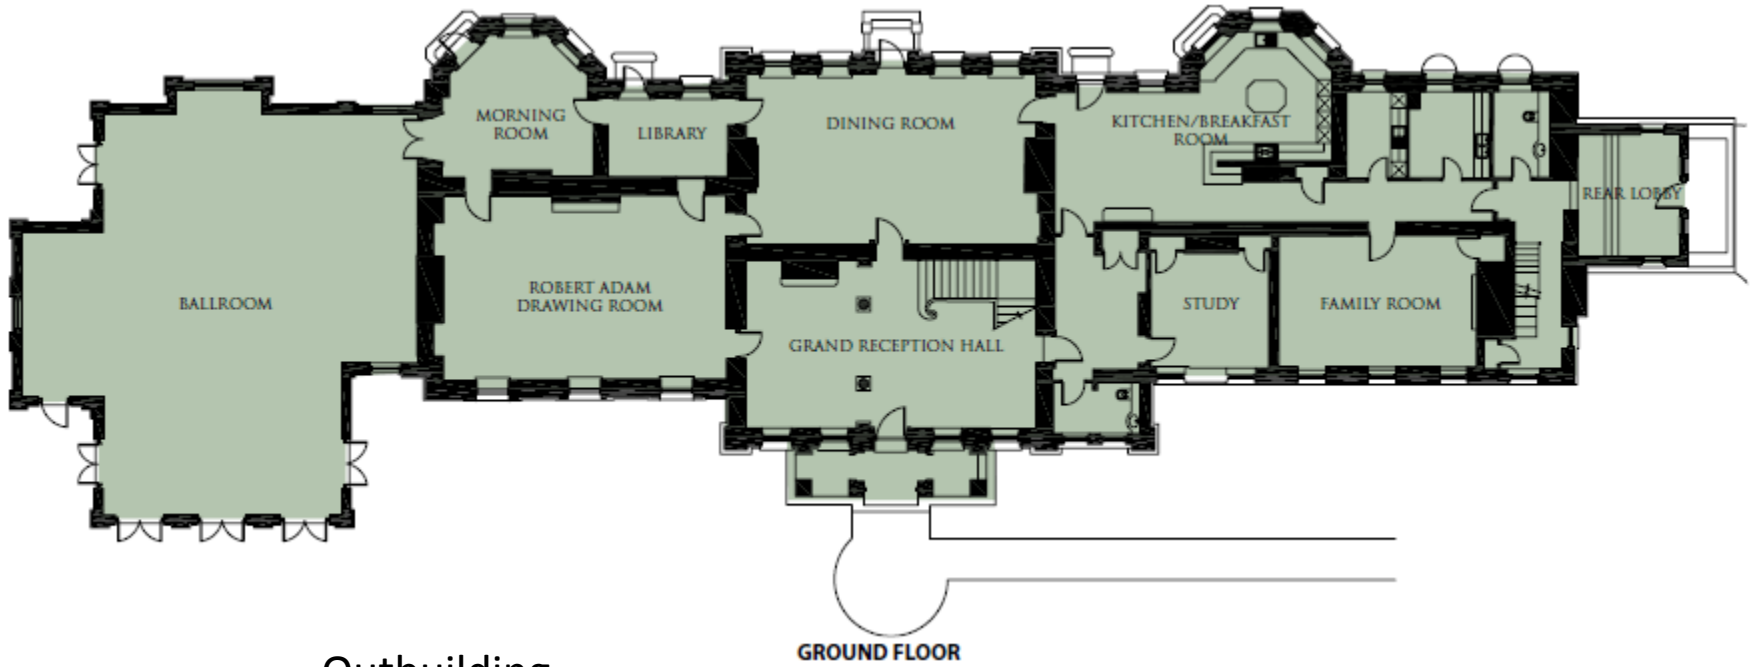 MORNING
ROOM
LIBRARY
DINING ROOM
KITCHEN/BREAKFAST
ROOM
REAR LOBBY
BALLROOM
ROBERT ADAM
DRAWING ROOM
GRAND RECEPTION HALL
STUDY
FAMILY ROOM
GROUND FLOOR
Outbuilding